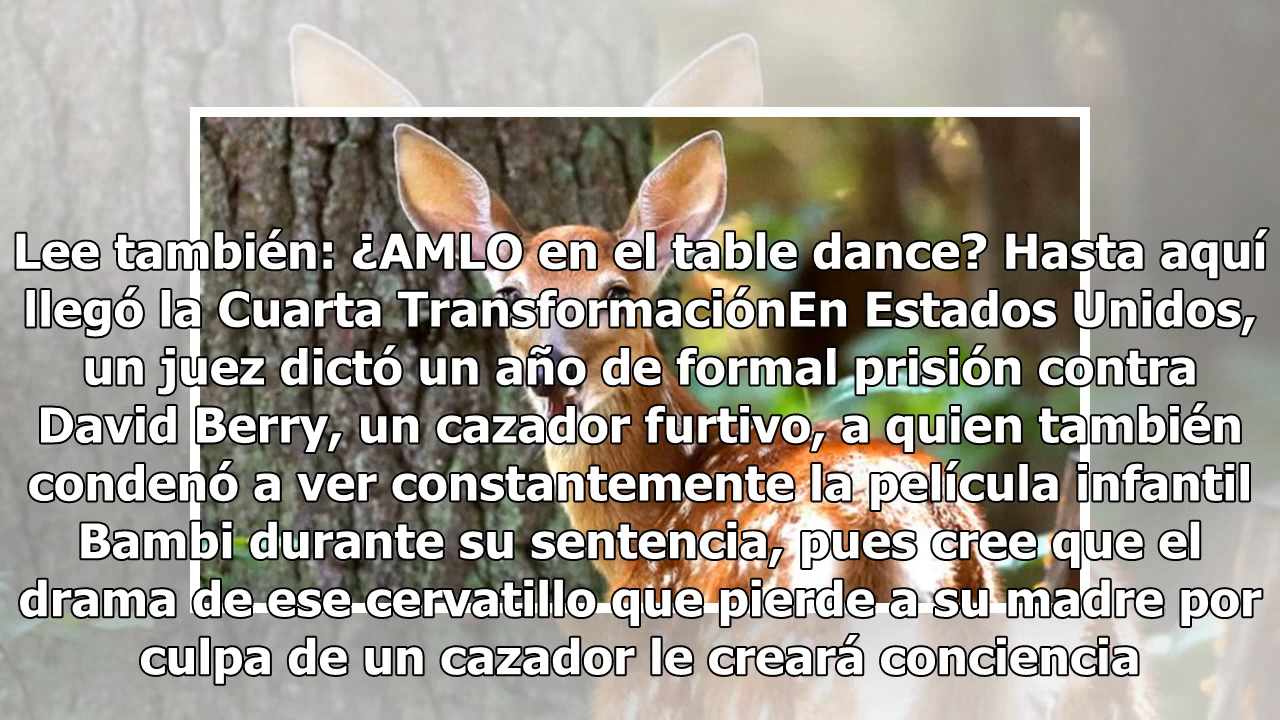 Lee también: ¿AMLO en el table dance? Hasta aquí
llegó la Cuarta TransformaciónEn Estados Unidos,
un juez dictó un año de formal prisión contra
David Berry, un cazador furtivo, a quien también
condenó a ver constantemente la película infantil
Bambi durante su sentencia, pues cree que el
drama de ese cervatillo que pierde a su madre por
culpa de un cazador le creará conciencia